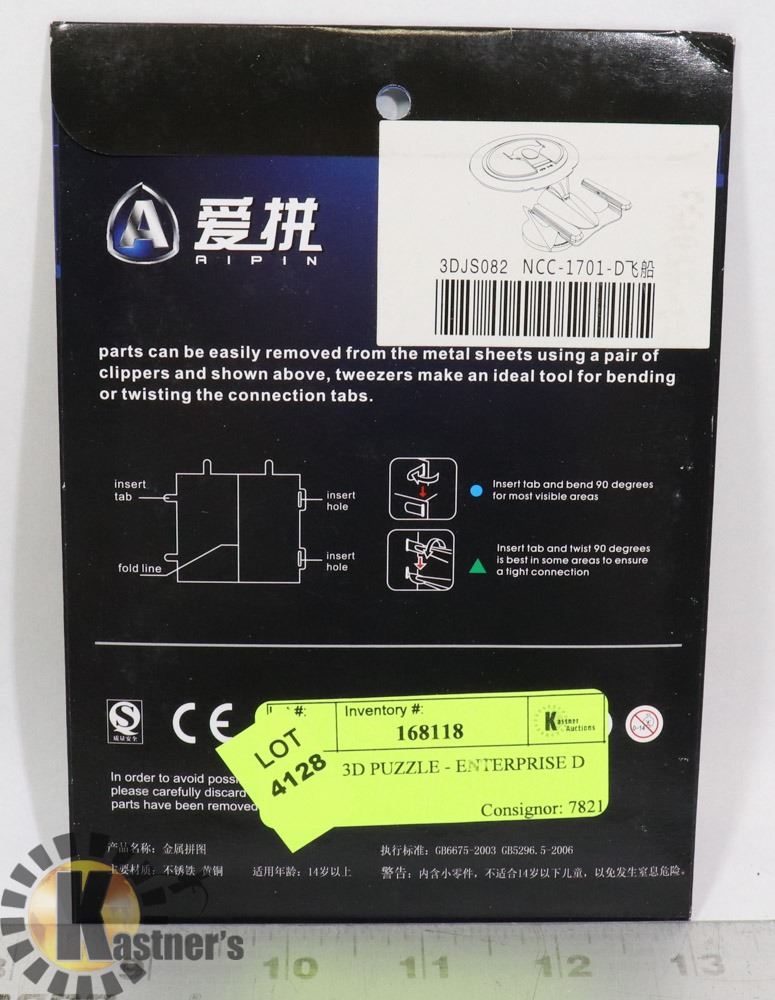 A
爱拼
AIPIN
3DJS082 NCC-1701-D飞船
parts can be easily removed from the metal sheets using a pair of
clippers and shown above, tweezers make an ideal tool for bending
or twisting the connection tabs.
insert
tab
insert
hole
fold line
insert
hole
Insert tab and bend 90 degrees
for most visible areas
Insert tab and twist 90 degrees
is best in some areas to ensure
a tight connection
S
质量安全
CE
#:
Inventory #:
168118
Kastner
Auctions
LOT
4128
3D PUZZLE - ENTERPRISE D
Consignor: 7821
0-14
In order to avoid
please carefully discard
parts have been removed
产品名称: 金属拼图
主要材质: 不锈铁 黄铜
适用年龄: 14岁以上
执行标准: GB6675-2003 GB5296.5-2006
警告: 内含小零件, 不适合14岁以下儿童, 以免发生窒息危险。
Kastner's
10 11 12 13